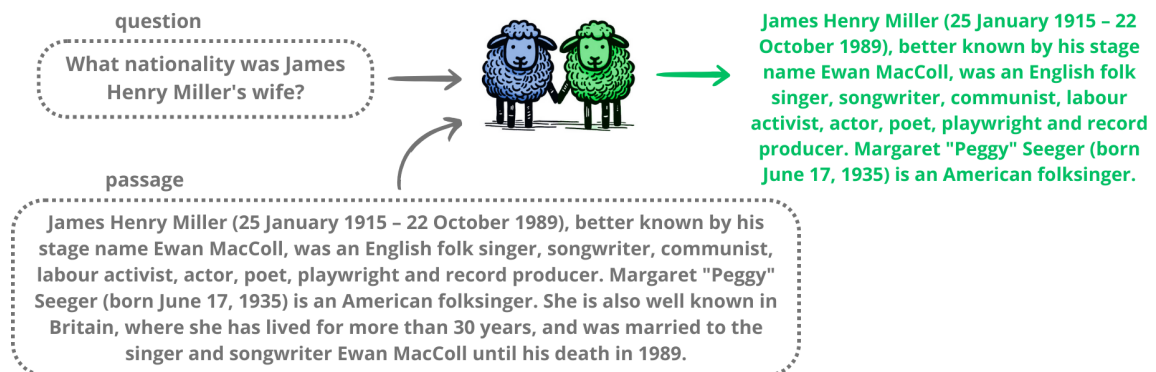 question
What nationality was James
Henry Miller's wife?
passage
James Henry Miller (25 January 1915 – 22 October 1989), better known by his
stage name Ewan MacColl, was an English folk singer, songwriter, communist,
labour activist, actor, poet, playwright and record producer. Margaret "Peggy"
Seeger (born June 17, 1935) is an American folksinger. She is also well known in
Britain, where she has lived for more than 30 years, and was married to the
singer and songwriter Ewan MacColl until his death in 1989.
James Henry Miller (25 January 1915 – 22
October 1989), better known by his stage
name Ewan MacColl, was an English folk
singer, songwriter, communist, labour
activist, actor, poet, playwright and record
producer. Margaret "Peggy" Seeger (born
June 17, 1935) is an American folksinger.